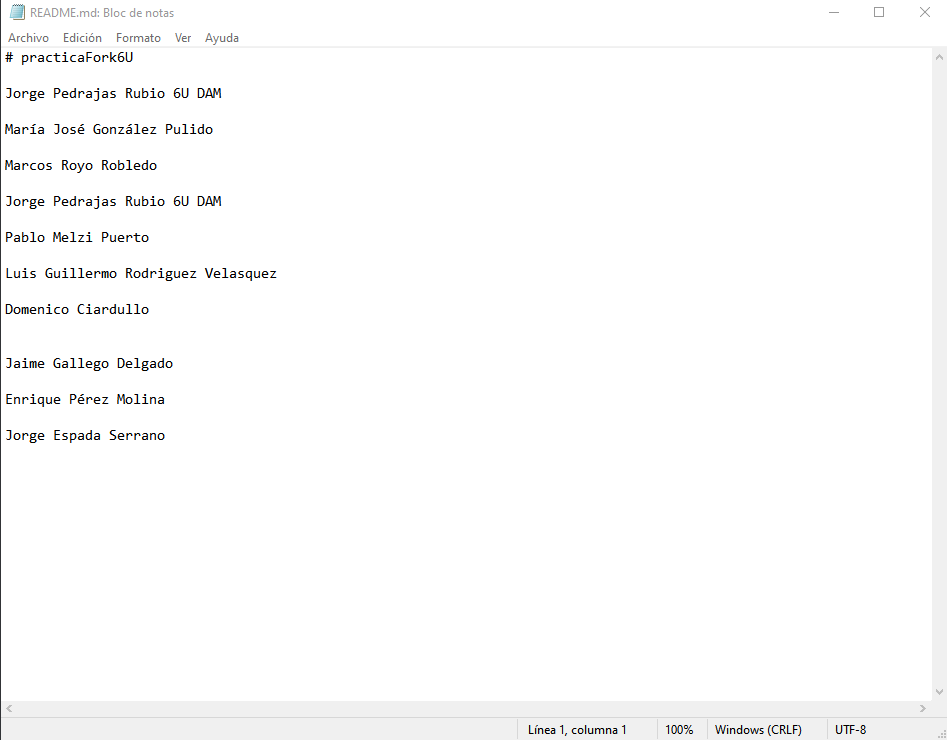 README.md: Bloc de notas
Archivo Edición Formato Ver Ayuda
# practicaFork6U
Jorge Pedrajas Rubio 6U DAM
María José González Pulido
Marcos Royo Robledo
Jorge Pedrajas Rubio 6U DAM
Pablo Melzi Puerto
Luis Guillermo Rodriguez Velasquez
Domenico Ciardullo
Jaime Gallego Delgado
Enrique Pérez Molina
Jorge Espada Serrano
Línea 1, columna 1 100% Windows (CRLF) UTF-8